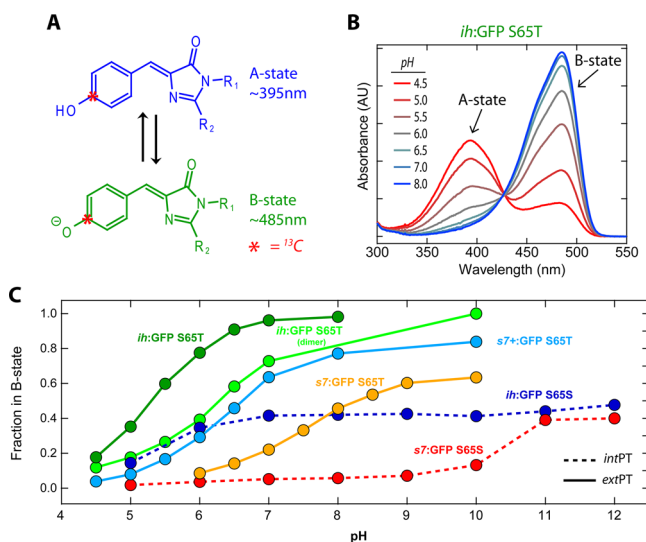 A
O
N
N
R₁
R₂
HO
*
A-state
~395nm
O
N
N
R₁
R₂
⊖
O
*
B-state
~485nm
* = ¹³C
B
ih:GFP S65T
Absorbance (AU)
pH
4.5
5.0
5.5
6.0
6.5
7.0
8.0
A-state
B-state
300 350 400 450 500 550
Wavelength (nm)
C
Fraction in B-state
1.0
0.8
0.6
0.4
0.2
0.0
ih:GFP S65T
ih:GFP S65T
(dimer)
s7+:GFP S65T
s7:GFP S65T
ih:GFP S65S
s7:GFP S65S
intPT
extPT
4 5 6 7 8 9 10 11 12
pH